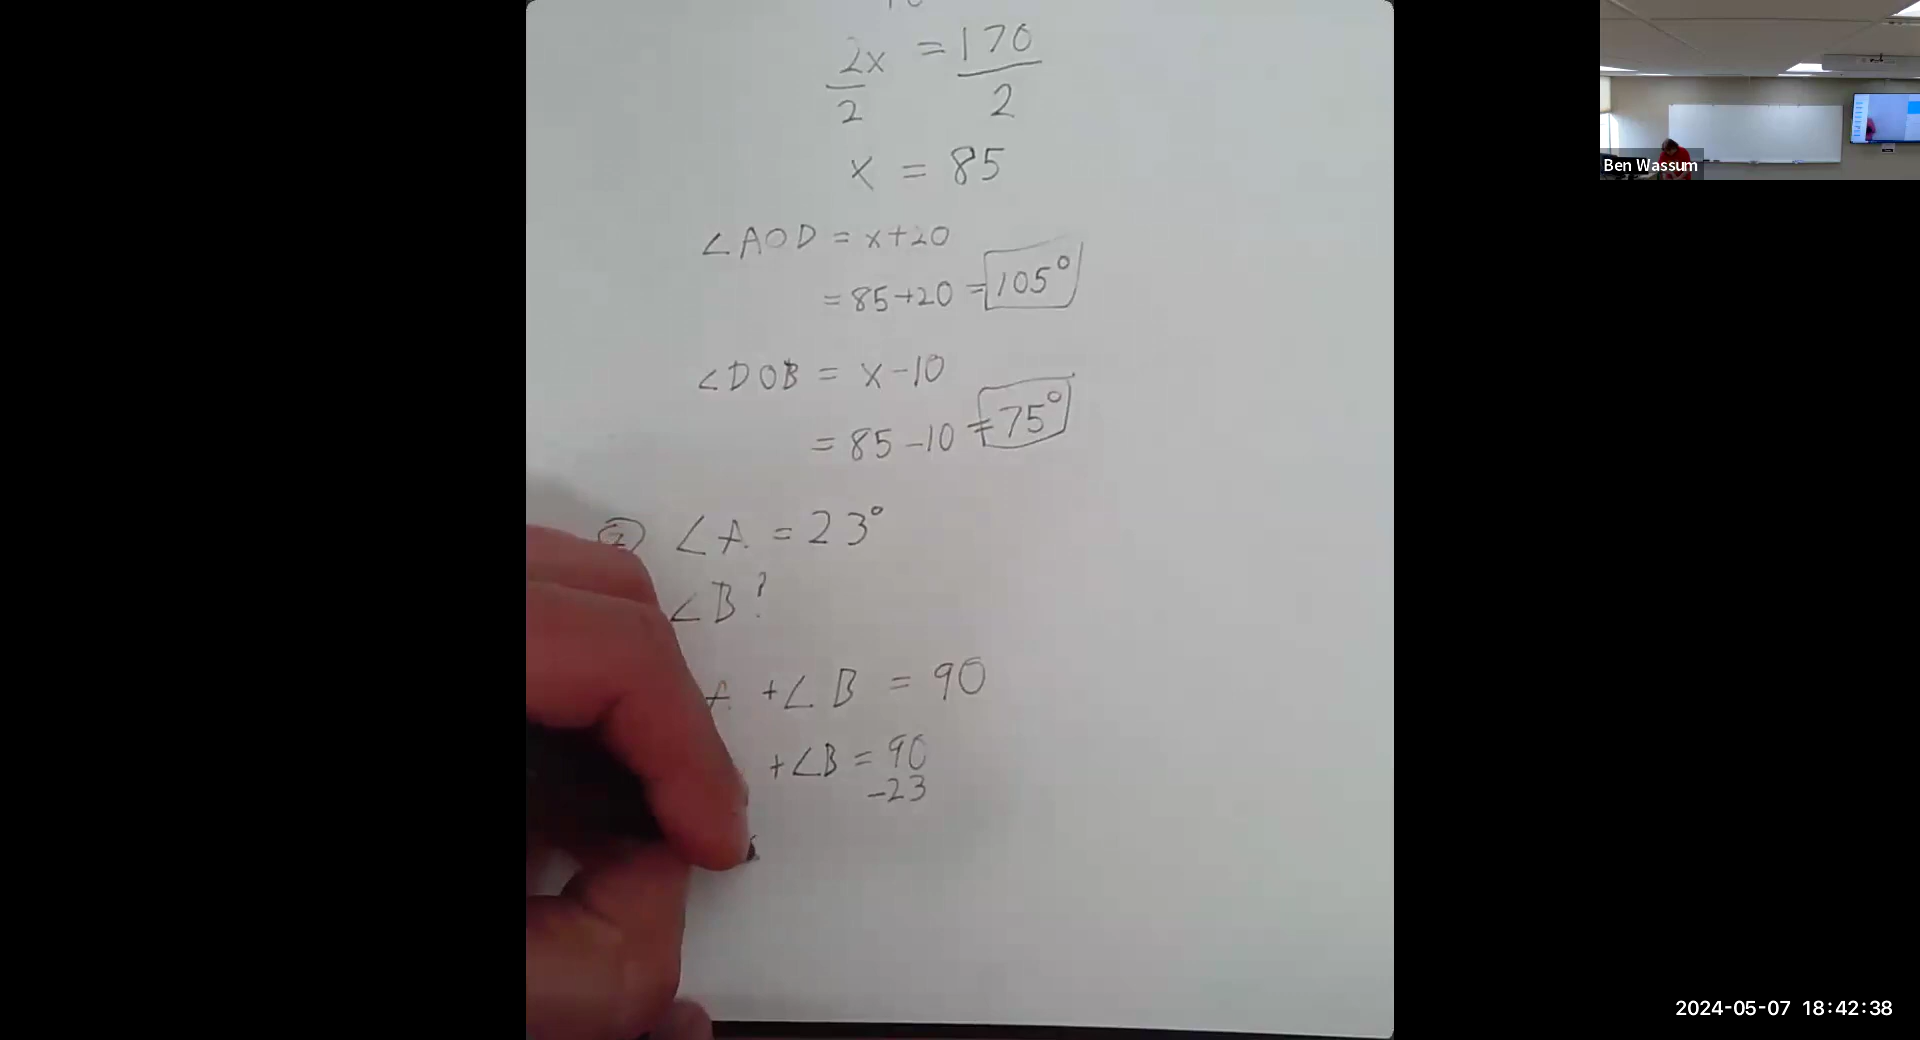 2x = 170
2 2
x = 85
∠AOD = x+20
= 85+20 = 105°
∠DOB = x-10
= 85-10 = 75°
② ∠A = 23°
∠B?
A + ∠B = 90
+ ∠B = 90
-23
Ben Wassum
2024-05-07 18:42:38